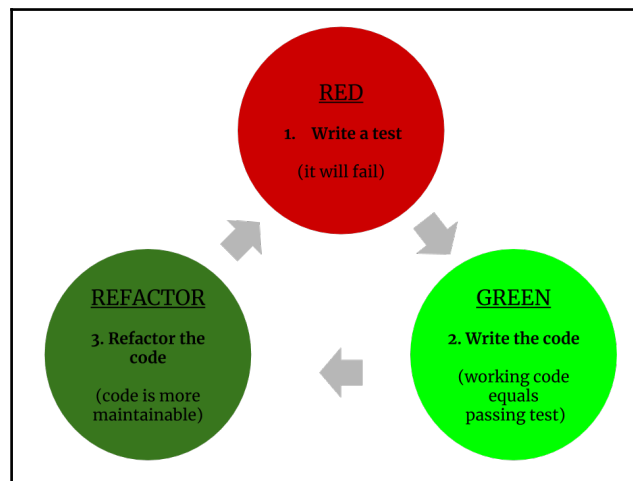 RED
1. Write a test
(it will fail)
GREEN
2. Write the code
(working code
equals
passing test)
REFACTOR
3. Refactor the
code
(code is more
maintainable)